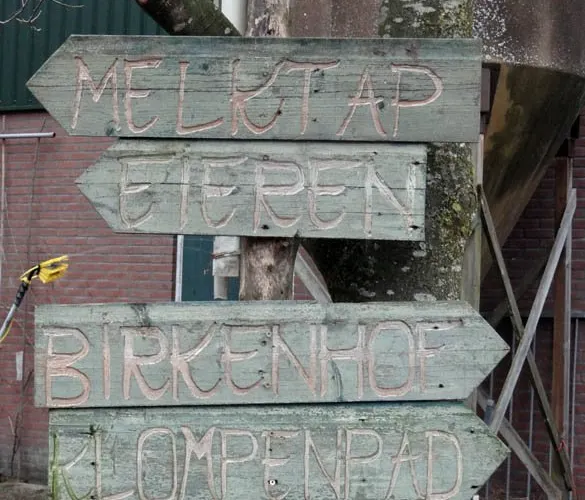 MELKTAP
EIEREN
BIRKENHOF
KLOMPENPAD